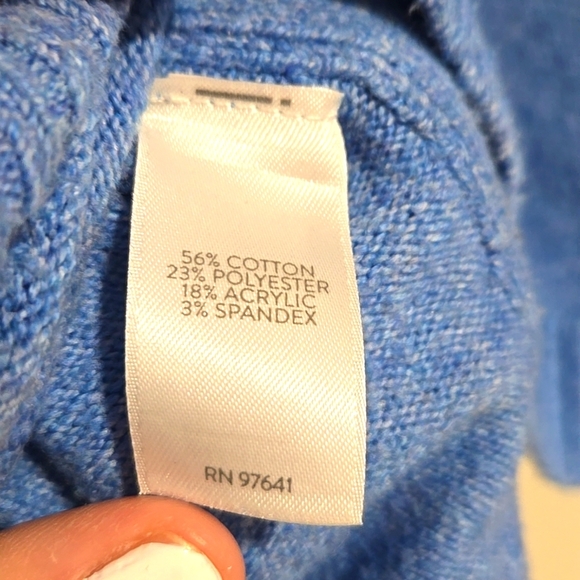 56% COTTON
23% POLYESTER
18% ACRYLIC
3% SPANDEX
RN 97641